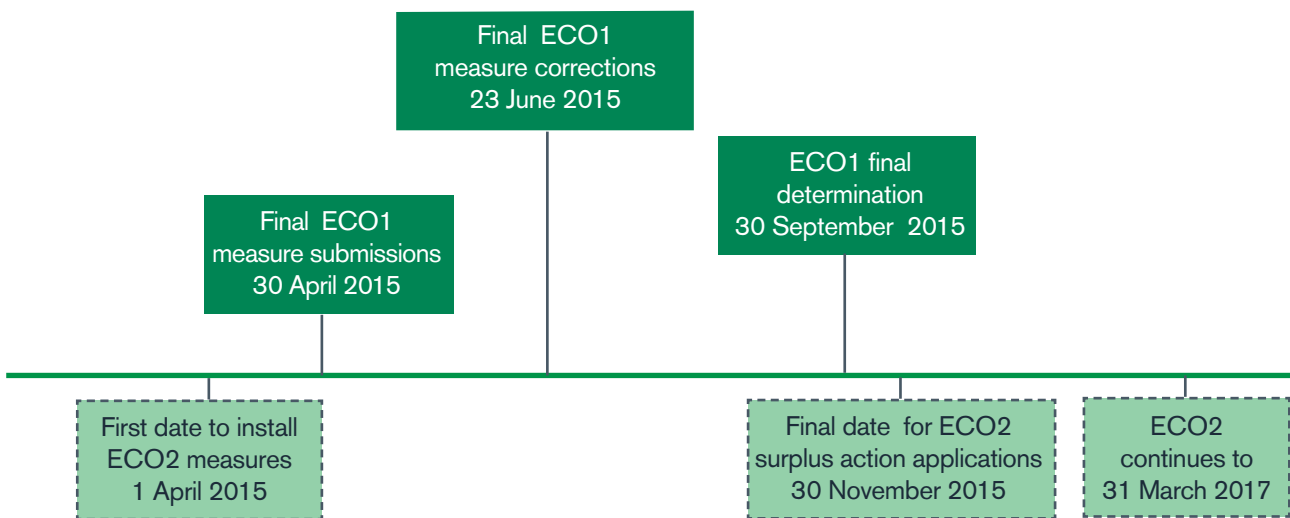 Final ECO1
measure corrections
23 June 2015
ECO1 final
determination
30 September 2015
Final ECO1
measure submissions
30 April 2015
First date to install
ECO2 measures
1 April 2015
Final date for ECO2
surplus action applications
30 November 2015
ECO2
continues to
31 March 2017